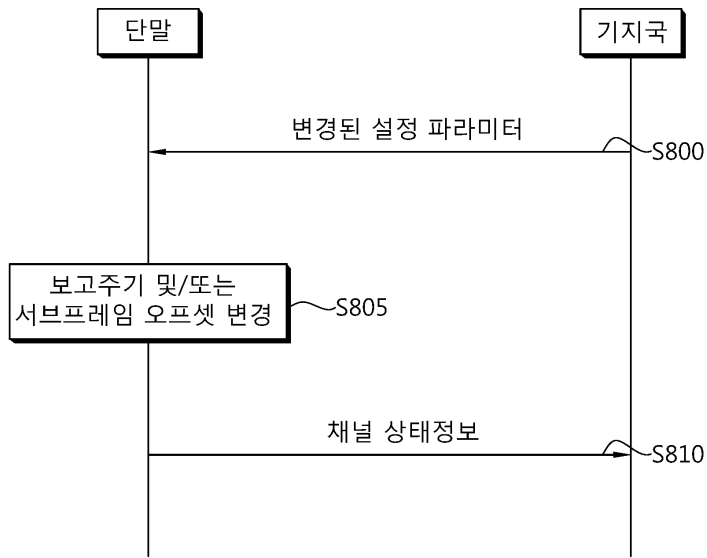 단말
기지국
변경된 설정 파라미터
S800
보고주기 및/또는
서브프레임 오프셋 변경
S805
채널 상태정보
S810